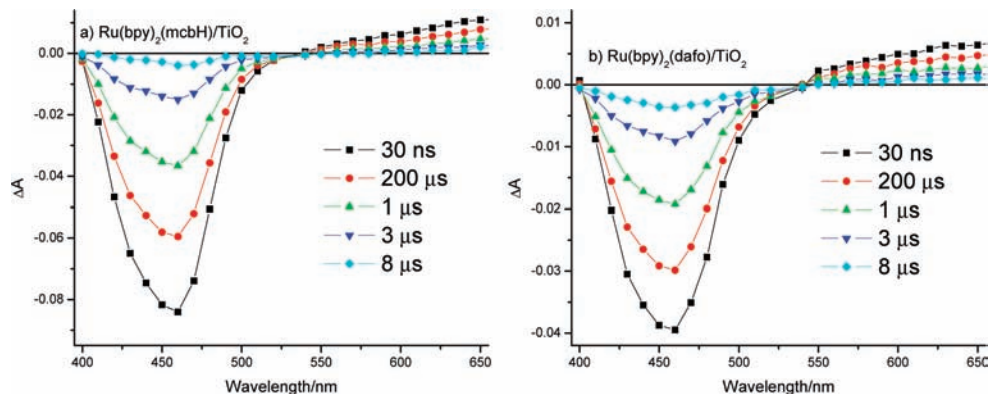 a) Ru(bpy)₂(mcbH)/TiO₂
0.00
-0.02
-0.04
-0.06
-0.08
ΔA
30 ns
200 μs
1 μs
3 μs
8 μs
400 450 500 550 600 650
Wavelength/nm
b) Ru(bpy)₂(dafo)/TiO₂
0.01
0.00
-0.01
-0.02
-0.03
-0.04
ΔA
30 ns
200 μs
1 μs
3 μs
8 μs
400 450 500 550 600 650
Wavelength/nm